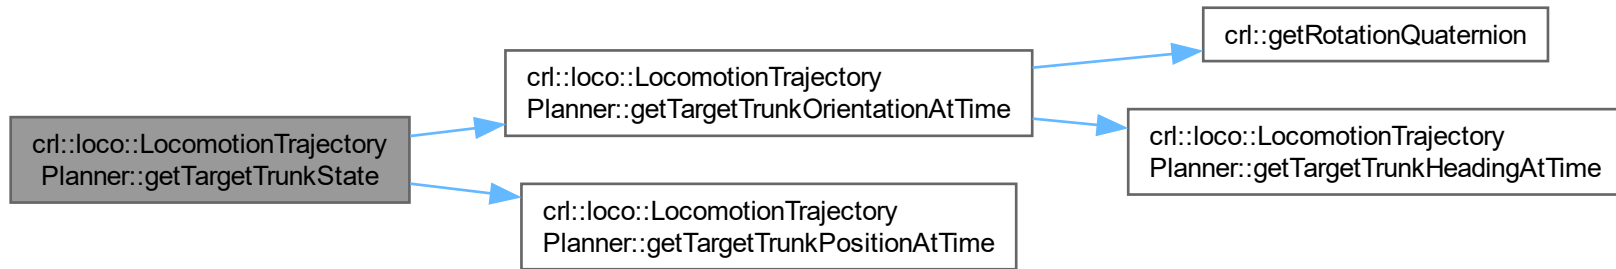 crl::loco::LocomotionTrajectory
Planner::getTargetTrunkState
crl::loco::LocomotionTrajectory
Planner::getTargetTrunkOrientationAtTime
crl::loco::LocomotionTrajectory
Planner::getTargetTrunkPositionAtTime
crl::getRotationQuaternion
crl::loco::LocomotionTrajectory
Planner::getTargetTrunkHeadingAtTime